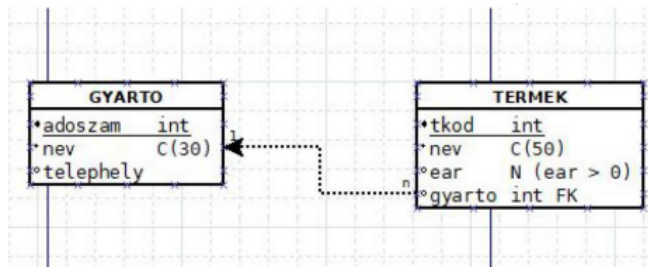 GYARTO
adoszam int
nev C(30)
telephely
1
n
TERMEK
tkod int
nev C(50)
ear N (ear > 0)
gyarto int FK